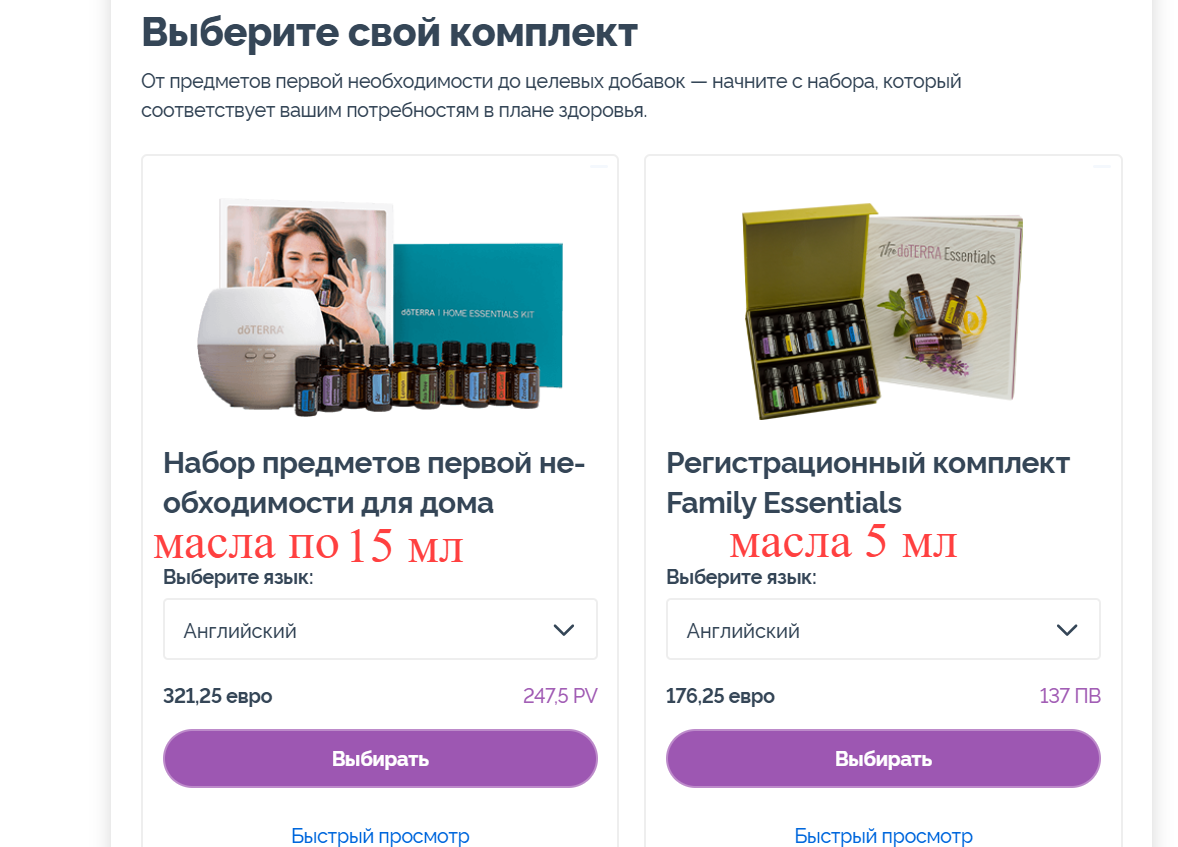 Выберите свой комплект
От предметов первой необходимости до целевых добавок — начните с набора, который
соответствует вашим потребностям в плане здоровья.
dōTERRA | HOME ESSENTIALS KIT
dōTERRA
The dōTERRA Essentials
Набор предметов первой не-
обходимости для дома
масла по 15 мл
Выберите язык:
Английский
321,25 евро
247,5 PV
Выбирать
Быстрый просмотр
Регистрационный комплект
Family Essentials
масла 5 мл
Выберите язык:
Английский
176,25 евро
137 ПВ
Выбирать
Быстрый просмотр